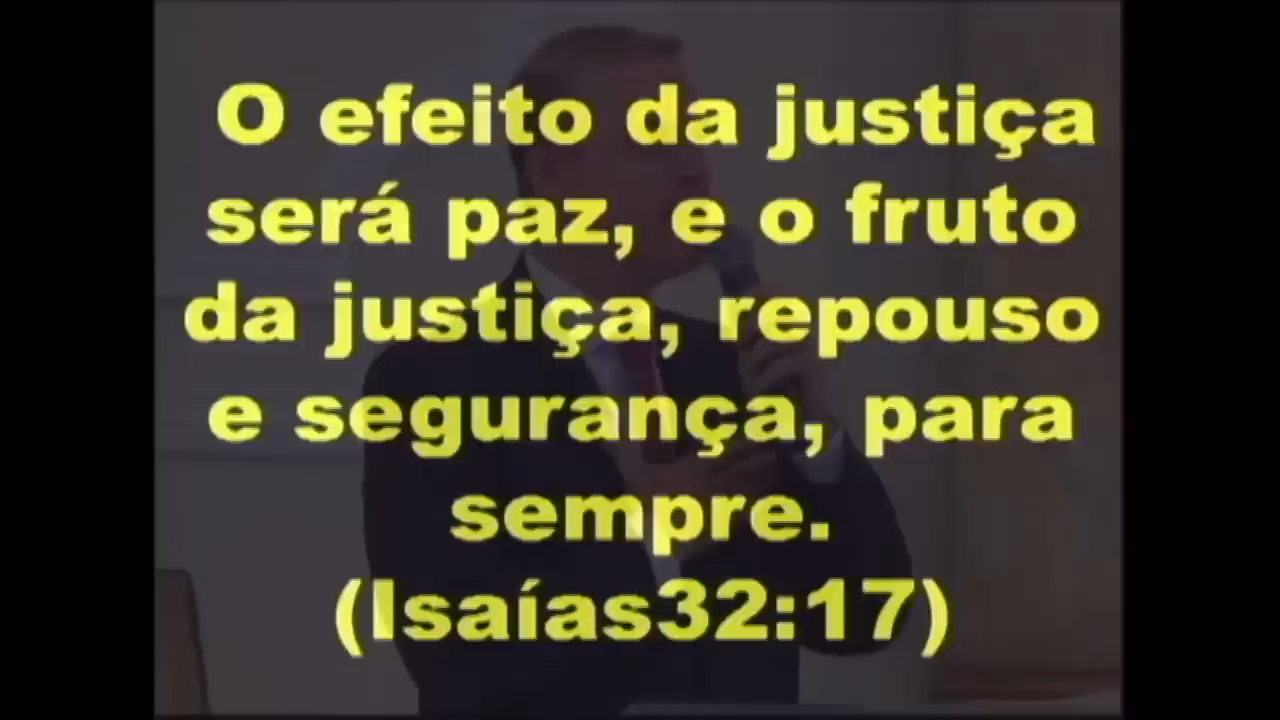 O efeito da justiça
será paz, e o fruto
da justiça, repouso
e segurança, para
sempre.
(Isaías32:17)